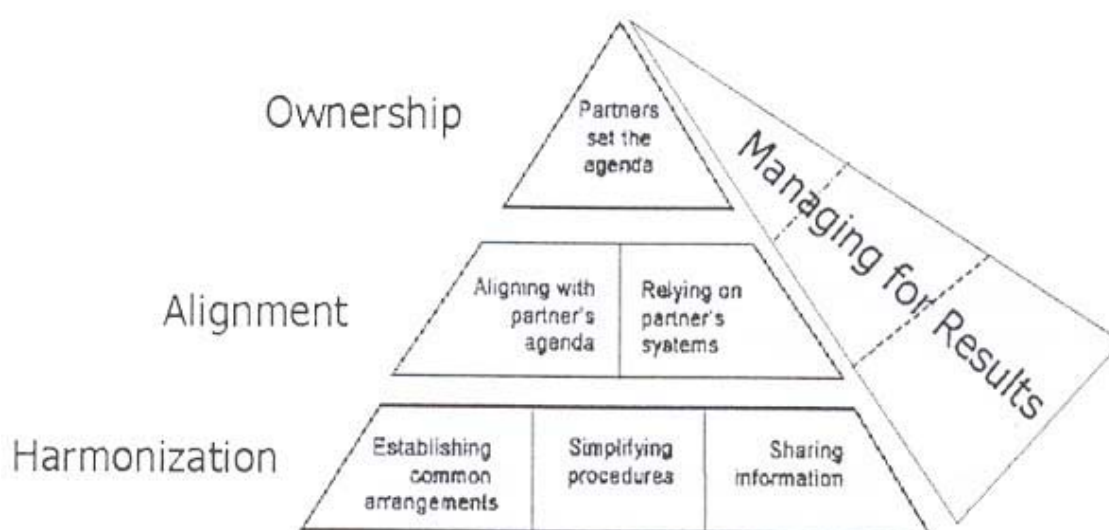 Ownership
Partners
set the
agenda
Managing for Results
Alignment
Aligning with
partner's
agenda
Relying on
partner's
systems
Harmonization
Establishing
common
arrangements
Simplifying
procedures
Sharing
information